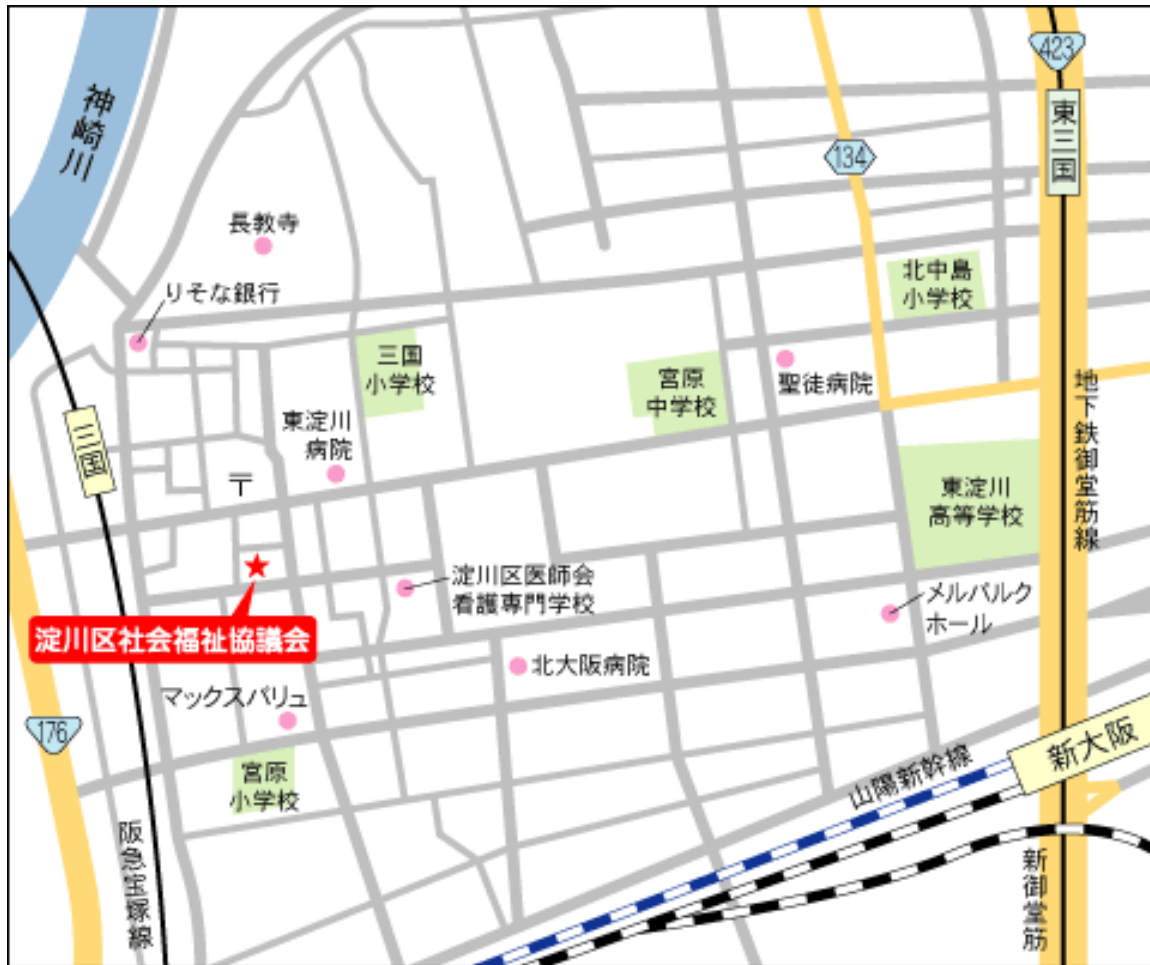 423
神崎川
東三国
134
長教寺
北中島
小学校
りそな銀行
三国
小学校
宮原
中学校
聖徒病院
地下鉄御堂筋線
三国
東淀川
病院
〒
東淀川
高等学校
淀川区医師会
看護専門学校
メルパルク
ホール
淀川区社会福祉協議会
北大阪病院
マックスバリュ
176
新大阪
山陽新幹線
宮原
小学校
阪急宝塚線
新御堂筋